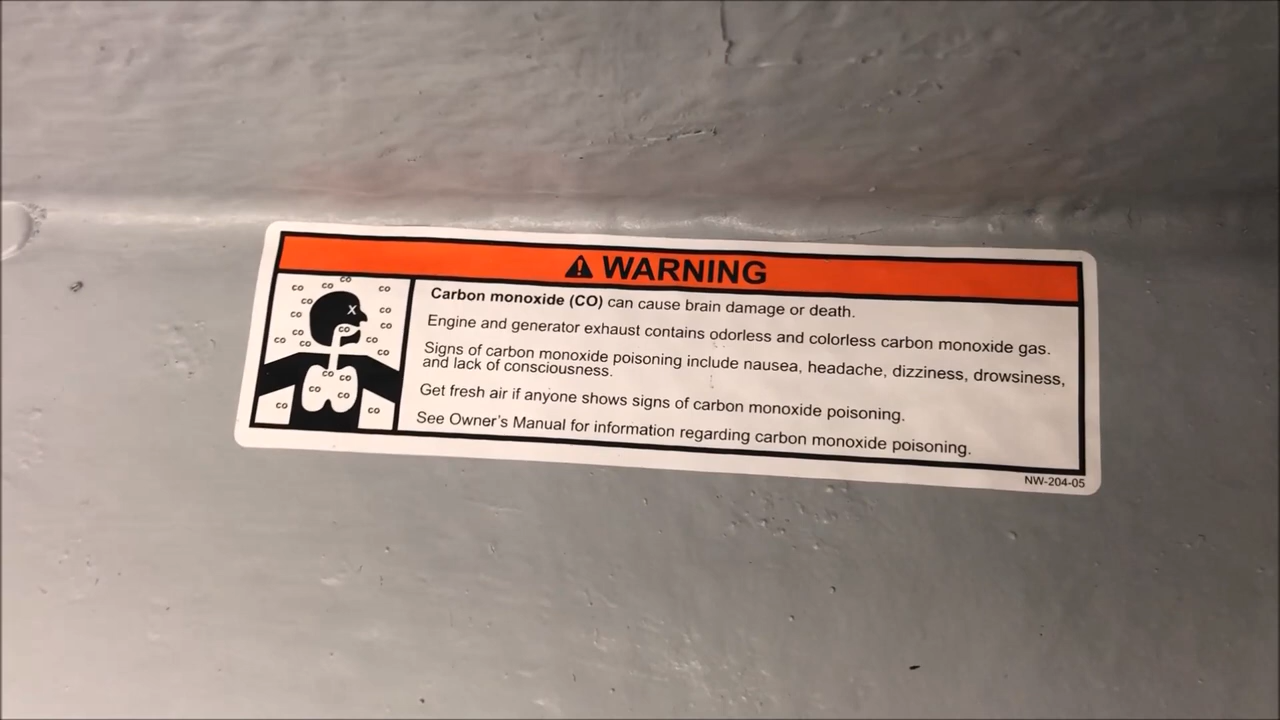 WARNING
Carbon monoxide (CO) can cause brain damage or death.
Engine and generator exhaust contains odorless and colorless carbon monoxide gas.
Signs of carbon monoxide poisoning include nausea, headache, dizziness, drowsiness,
and lack of consciousness.
Get fresh air if anyone shows signs of carbon monoxide poisoning.
See Owner's Manual for information regarding carbon monoxide poisoning.
NW-204-05
CO CO CO CO
CO CO
CO CO
CO CO CO CO
CO
CO CO
CO CO
CO CO